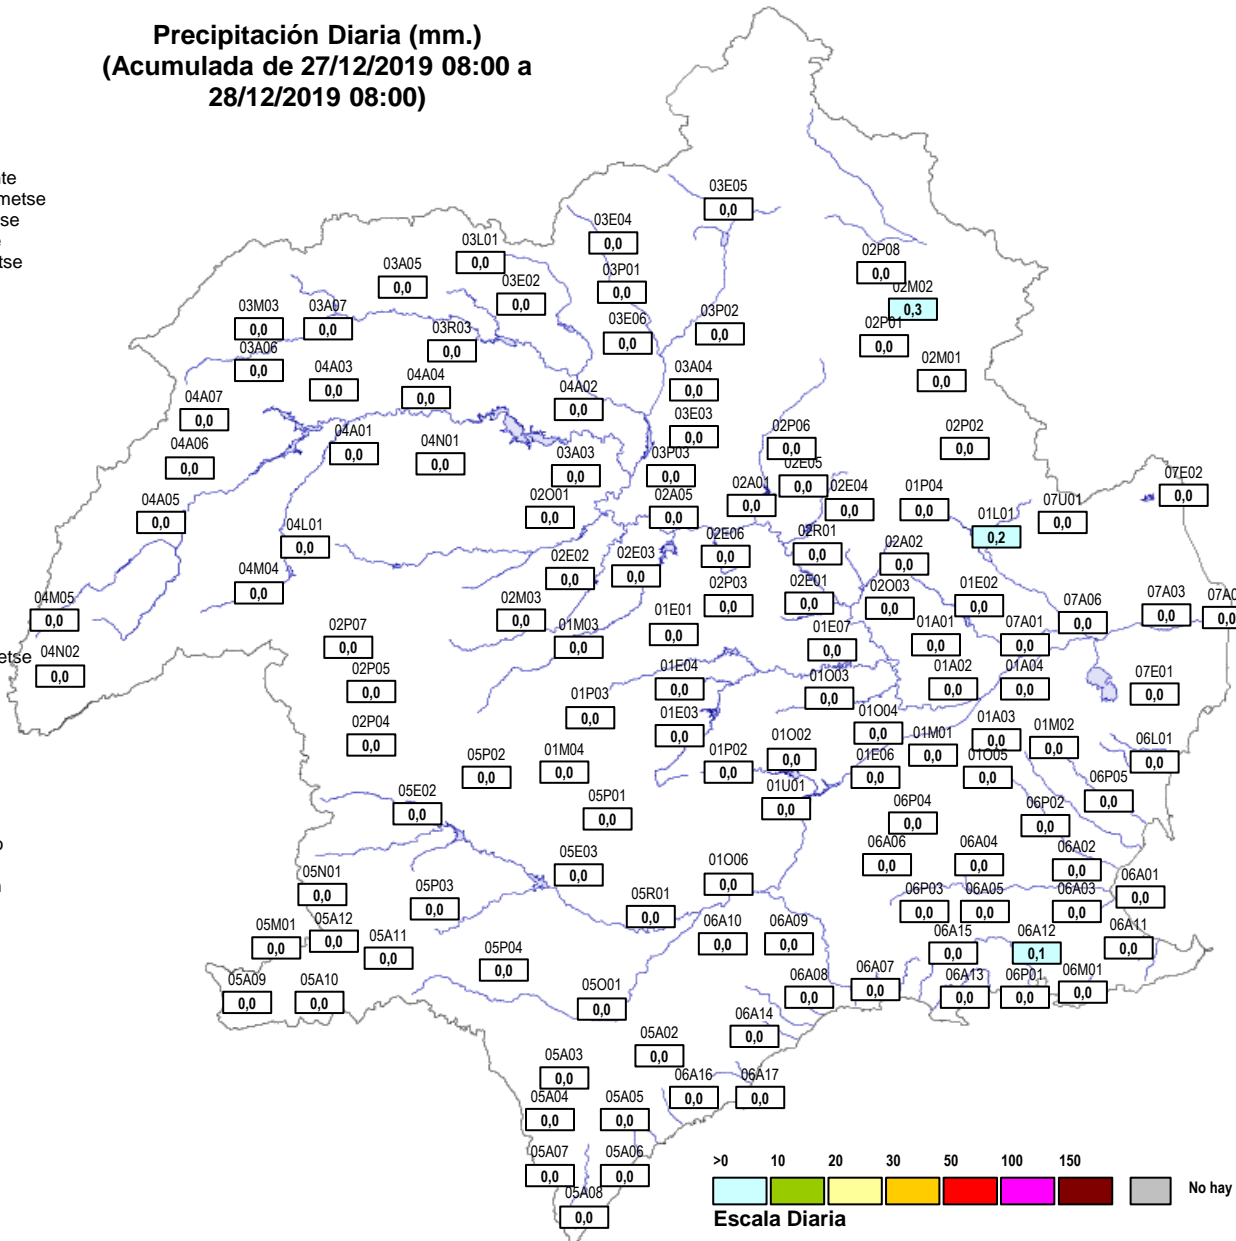 Precipitación Diaria (mm.)
(Acumulada de 27/12/2019 08:00 a
28/12/2019 08:00)
03E05
0,0
03E04
0,0
03L01
0,0
02P08
0,0
03A05
0,0
03P01
0,0
03E02
0,0
02M02
0,3
03M03
0,0
03A07
0,0
03E06
0,0
03P02
0,0
03R03
0,0
02P01
0,0
03A06
0,0
02M01
0,0
04A03
0,0
04A04
0,0
03A04
0,0
04A02
0,0
04A07
0,0
03E03
0,0
04A01
0,0
02P06
0,0
02P02
0,0
04A06
0,0
04N01
0,0
03A03
0,0
03P03
0,0
02E05
0,0
07E02
0,0
04A05
0,0
02O01
0,0
02A05
0,0
02A01
0,0
02E04
0,0
01P04
0,0
07U01
0,0
01L01
0,2
04L01
0,0
02E06
0,0
02R01
0,0
02A02
0,0
02E02
0,0
02E03
0,0
04M04
0,0
02P03
0,0
02E01
0,0
02O03
0,0
01E02
0,0
04M05
0,0
02M03
0,0
07A06
0,0
07A03
0,0
07A0
0,0
01E01
0,0
02P07
0,0
01M03
0,0
01E07
0,0
01A01
0,0
07A01
0,0
etse
04N02
0,0
02P05
0,0
01E04
0,0
01O03
0,0
01A02
0,0
01A04
0,0
07E01
0,0
01P03
0,0
01E03
0,0
01O04
0,0
01A03
0,0
01M02
0,0
02P04
0,0
01M01
0,0
06L01
0,0
05P02
0,0
01M04
0,0
01P02
0,0
01O02
0,0
01E06
0,0
01O05
0,0
05E02
0,0
05P01
0,0
01U01
0,0
06P05
0,0
06P04
0,0
06P02
0,0
05E03
0,0
01O06
0,0
06A06
0,0
06A04
0,0
06A02
0,0
05N01
0,0
05P03
0,0
05R01
0,0
06P03
0,0
06A05
0,0
06A03
0,0
06A01
0,0
05M01
0,0
05A12
0,0
05A11
0,0
06A10
0,0
06A09
0,0
06A15
0,0
06A12
0,1
06A11
0,0
05P04
0,0
05A09
0,0
05A10
0,0
05O01
0,0
06A08
0,0
06A07
0,0
06A13
0,0
06P01
0,0
06M01
0,0
05A02
0,0
06A14
0,0
05A03
0,0
06A16
0,0
06A17
0,0
05A04
0,0
05A05
0,0
05A07
0,0
05A06
0,0
05A08
0,0
>0 10 20 30 50 100 150
No hay
Escala Diaria